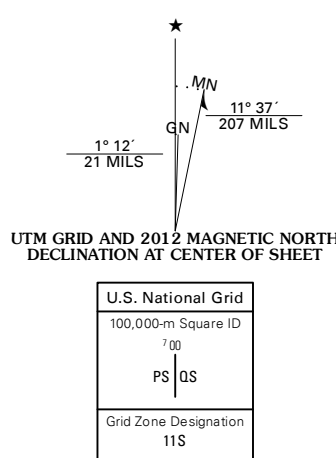 ★
MN
GN
11° 37´
207 MILS
1° 12´
21 MILS
UTM GRID AND 2012 MAGNETIC NORTH
DECLINATION AT CENTER OF SHEET
U.S. National Grid
100,000-m Square ID
7 00
PS QS
Grid Zone Designation
11S